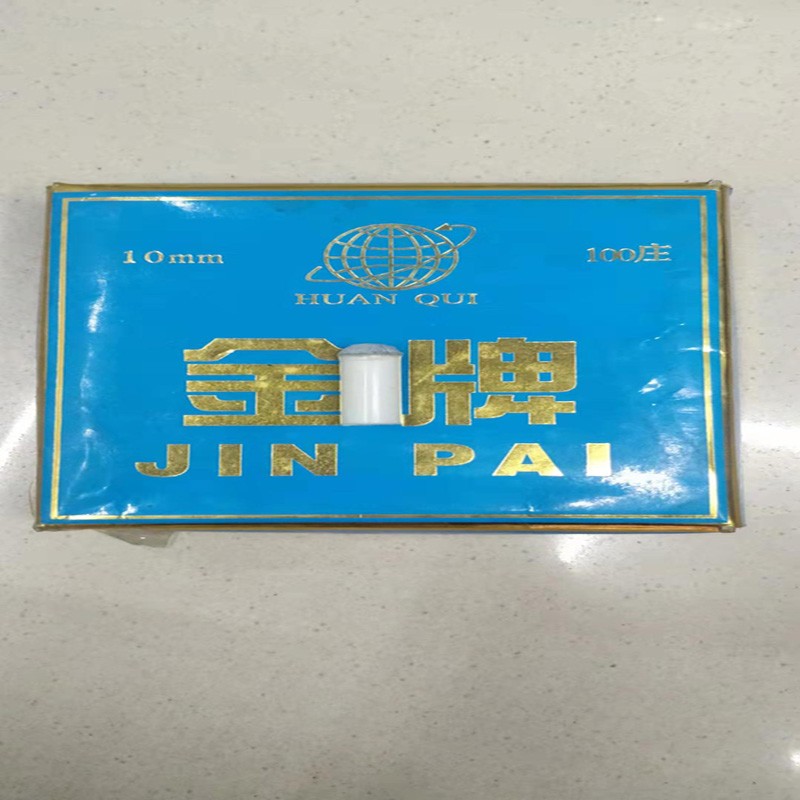 10mm
100庄
HUAN QUI
金牌
JIN PAI